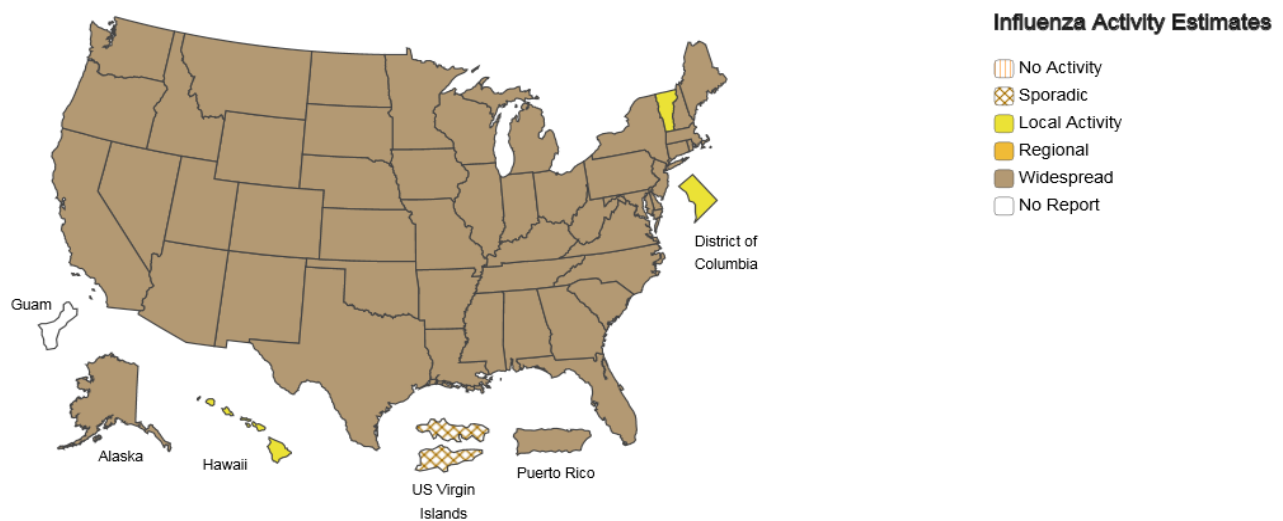 Influenza Activity Estimates
No Activity
Sporadic
Local Activity
Regional
Widespread
No Report
District of
Columbia
Guam
Alaska
Hawaii
US Virgin
Islands
Puerto Rico